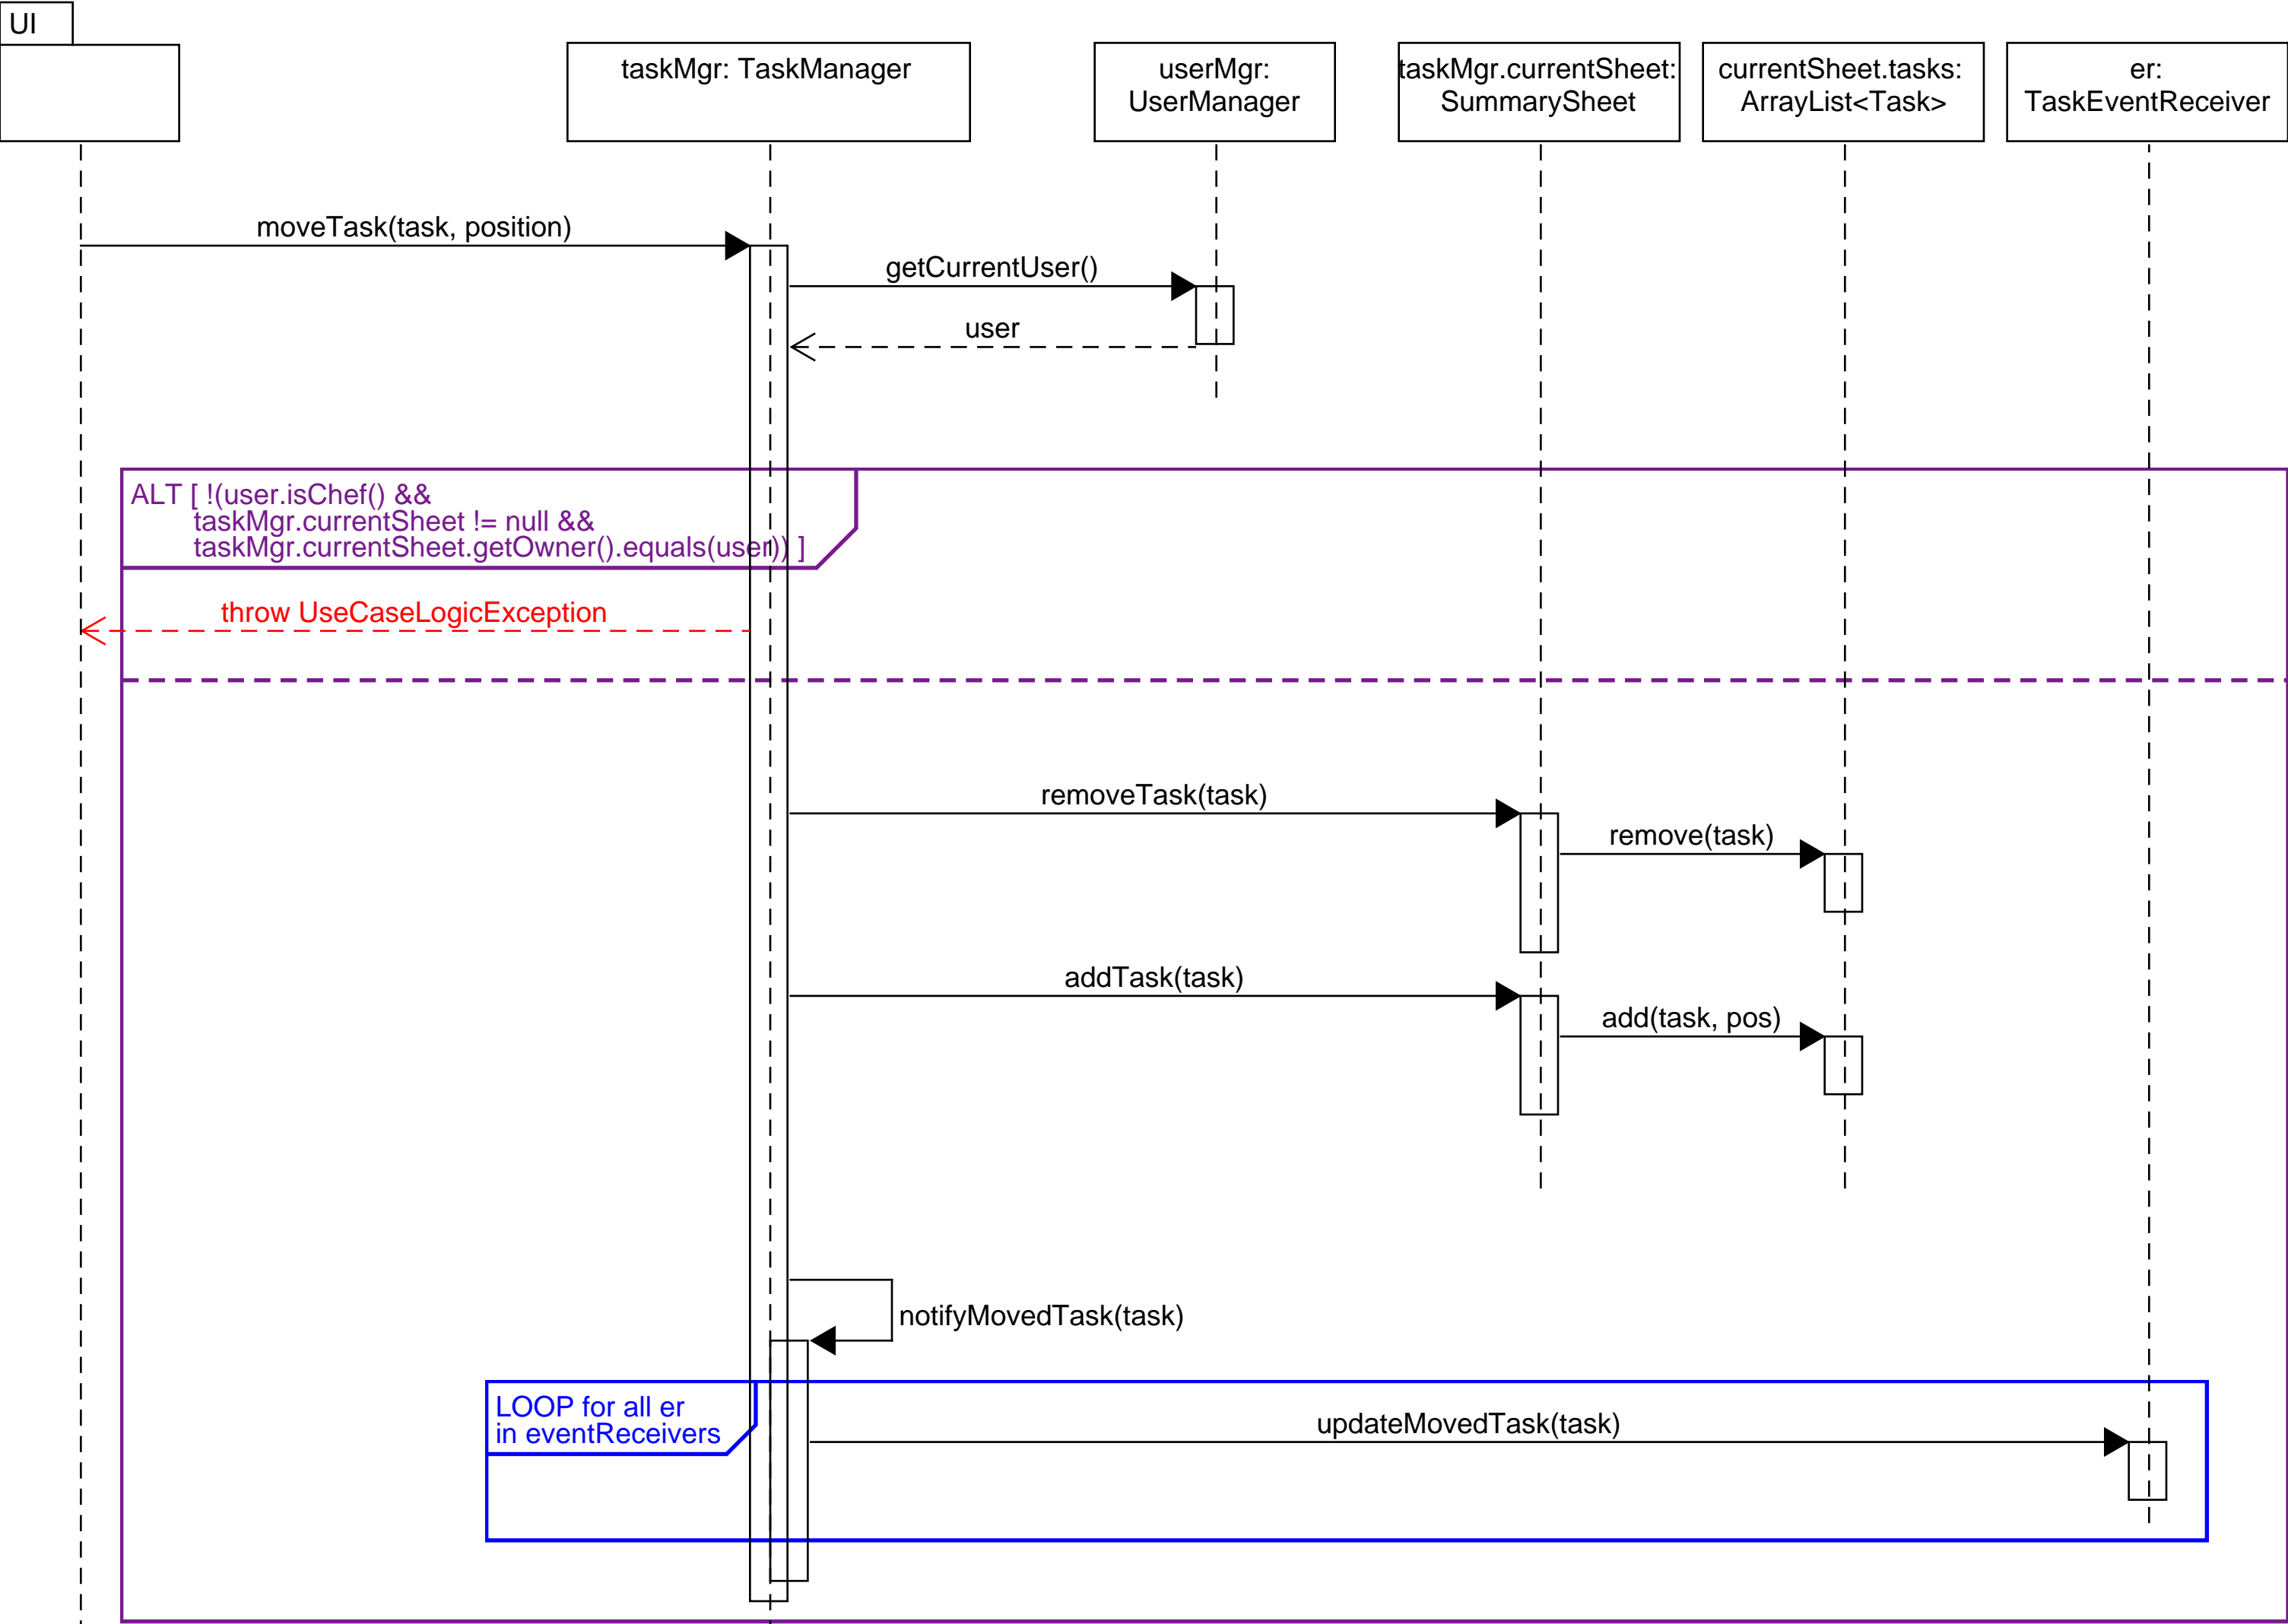 UI
taskMgr: TaskManager
userMgr:
UserManager
taskMgr.currentSheet:
SummarySheet
currentSheet.tasks:
ArrayList<Task>
er:
TaskEventReceiver
moveTask(task, position)
getCurrentUser()
user
ALT [ !(user.isChef() &&
taskMgr.currentSheet != null &&
taskMgr.currentSheet.getOwner().equals(user)) ]
throw UseCaseLogicException
removeTask(task)
remove(task)
addTask(task)
add(task, pos)
notifyMovedTask(task)
LOOP for all er
in eventReceivers
updateMovedTask(task)